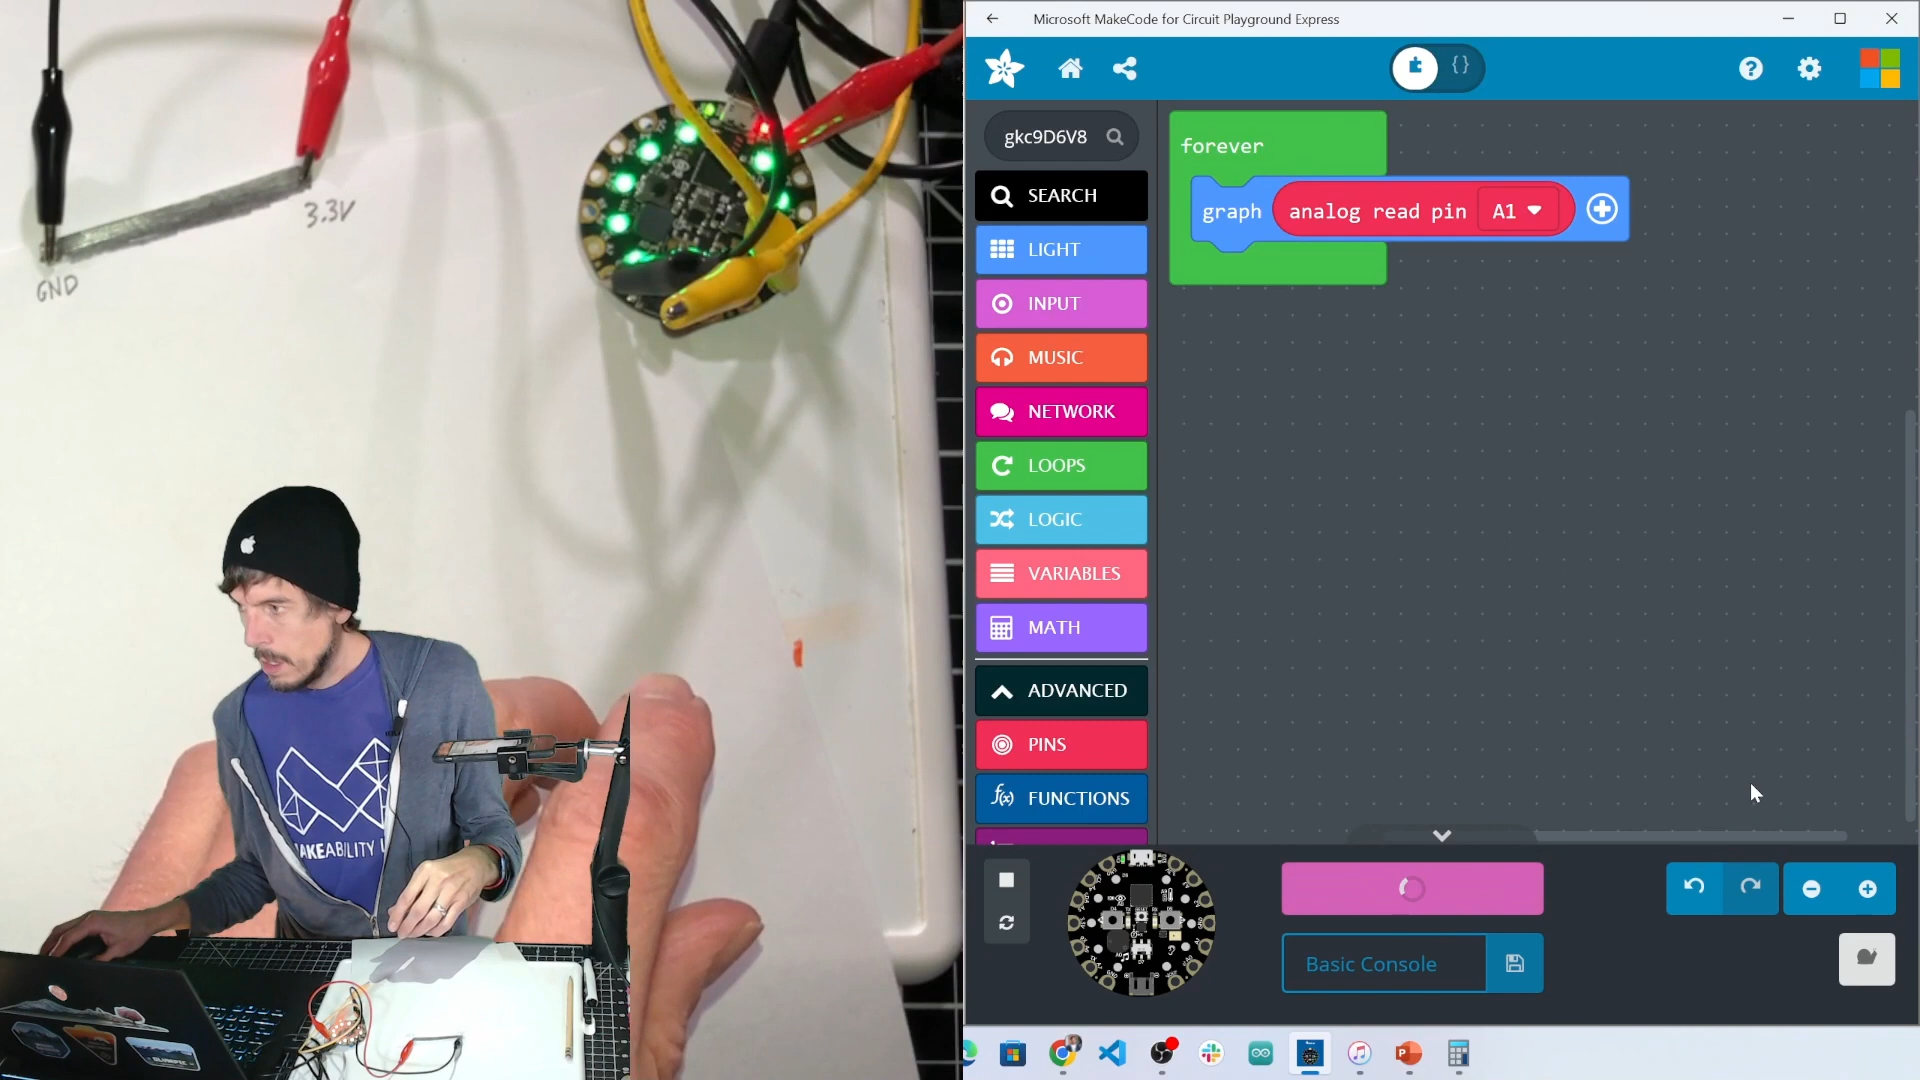 3.3V
GND
MAKEABILITY L
Microsoft MakeCode for Circuit Playground Express
{}
gkc9D6V8
SEARCH
LIGHT
INPUT
MUSIC
NETWORK
LOOPS
LOGIC
VARIABLES
MATH
ADVANCED
PINS
f(x) FUNCTIONS
forever
graph analog read pin A1
Basic Console